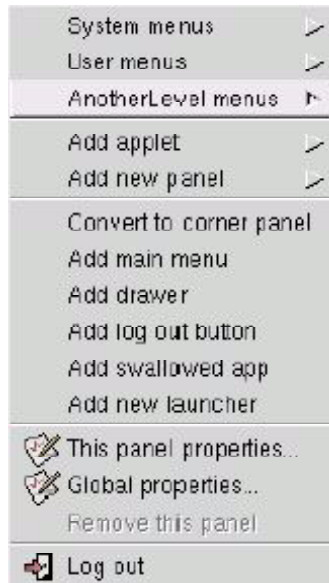 System menus
User menus
AnotherLevel menus
Add applet
Add new panel
Convert to corner panel
Add main menu
Add drawer
Add log out button
Add swallowed app
Add new launcher
This panel properties...
Global properties...
Remove this panel
Log out